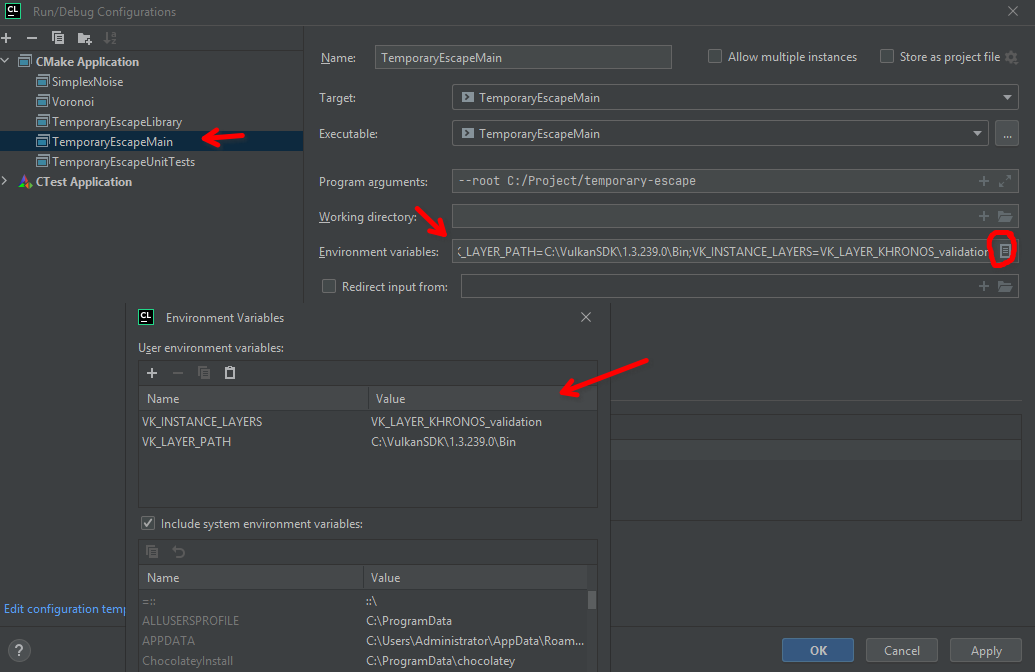 CL Run/Debug Configurations
CMake Application
SimplexNoise
Voronoi
TemporaryEscapeLibrary
TemporaryEscapeMain
TemporaryEscapeUnitTests
CTest Application
Name: TemporaryEscapeMain Allow multiple instances Store as project file
Target: TemporaryEscapeMain
Executable: TemporaryEscapeMain ...
Program arguments: --root C:/Project/temporary-escape
Working directory:
Environment variables: _LAYER_PATH=C:\VulkanSDK\1.3.239.0\Bin;VK_INSTANCE_LAYERS=VK_LAYER_KHRONOS_validation
Redirect input from:
CL Environment Variables
User environment variables:
Name Value
VK_INSTANCE_LAYERS VK_LAYER_KHRONOS_validation
VK_LAYER_PATH C:\VulkanSDK\1.3.239.0\Bin
Include system environment variables:
Name Value
=:: ::\
ALLUSERSPROFILE C:\ProgramData
APPDATA C:\Users\Administrator\AppData\Roam...
ChocolateyInstall C:\ProgramData\chocolatey
Edit configuration temp
? OK Cancel Apply